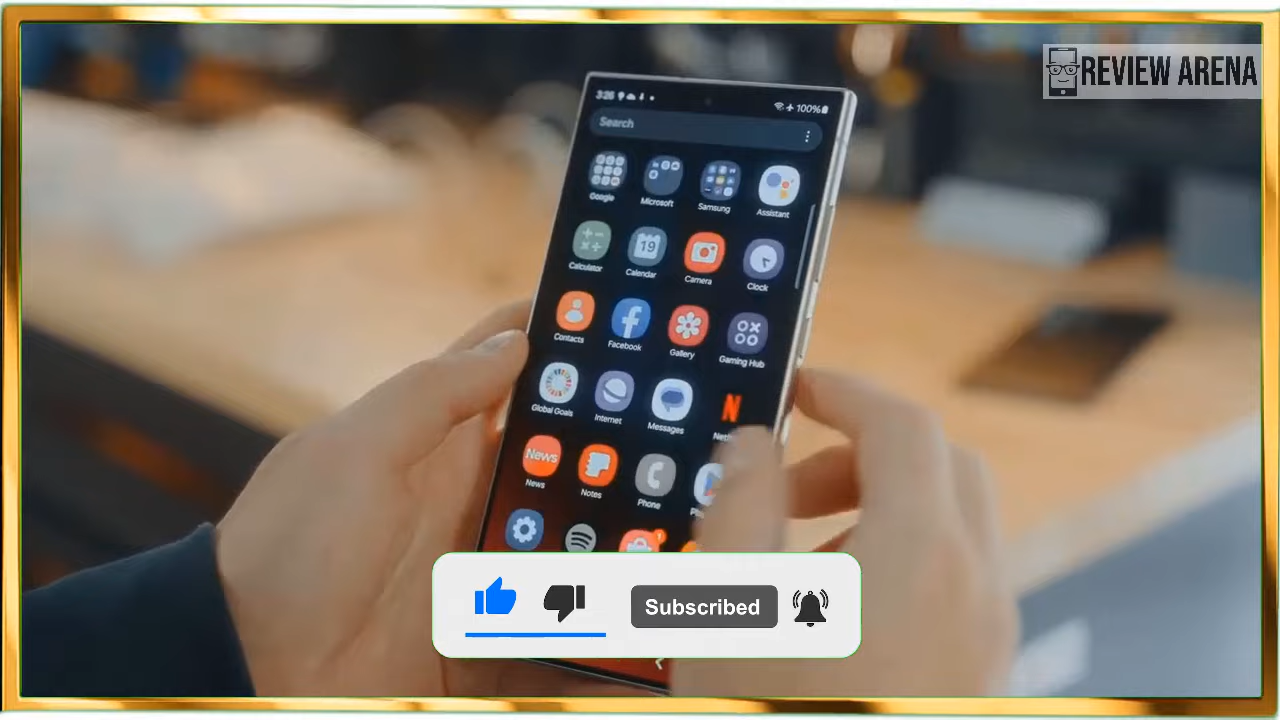 REVIEW ARENA
3:26
100%
Search
Google
Microsoft
Samsung
Assistant
Calculator
19
Calendar
Camera
Clock
Contacts
Facebook
Gallery
Gaming Hub
Global Goals
Internet
Messages
N
News
News
Notes
Phone
Subscribed